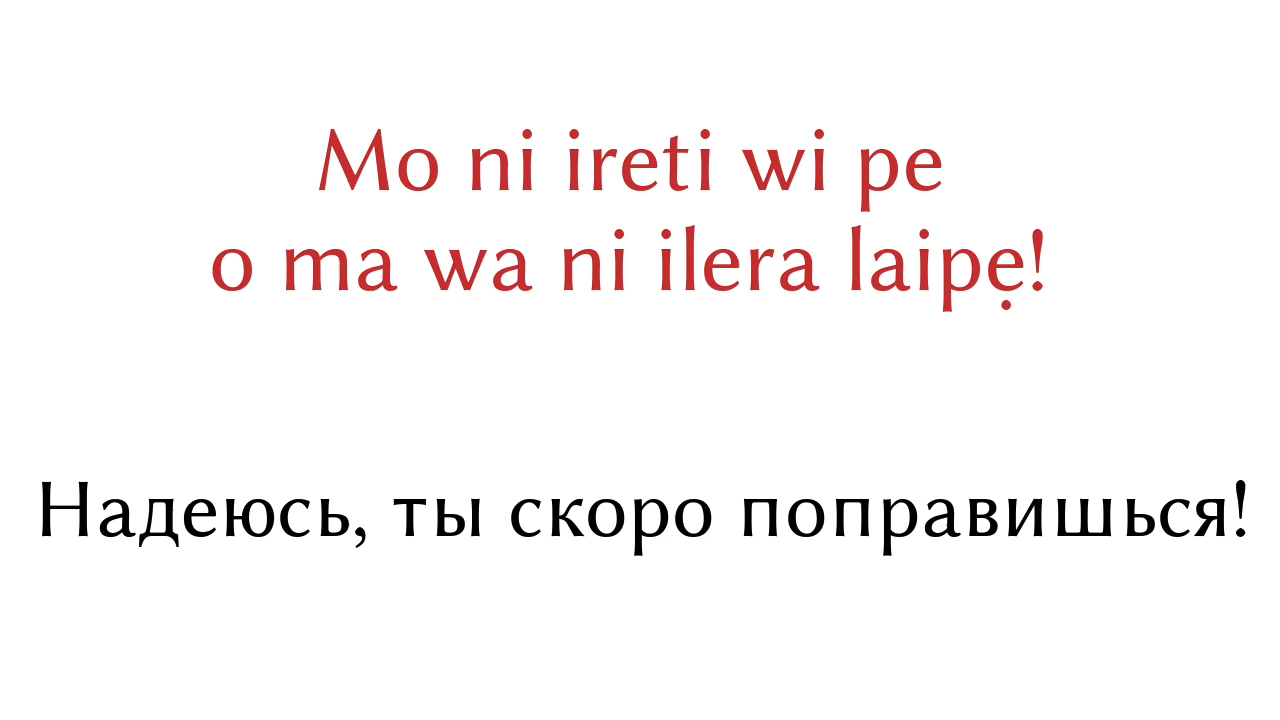 Mo ni ireti wi pe
o ma wa ni ilera laipẹ!
Надеюсь, ты скоро поправишься!